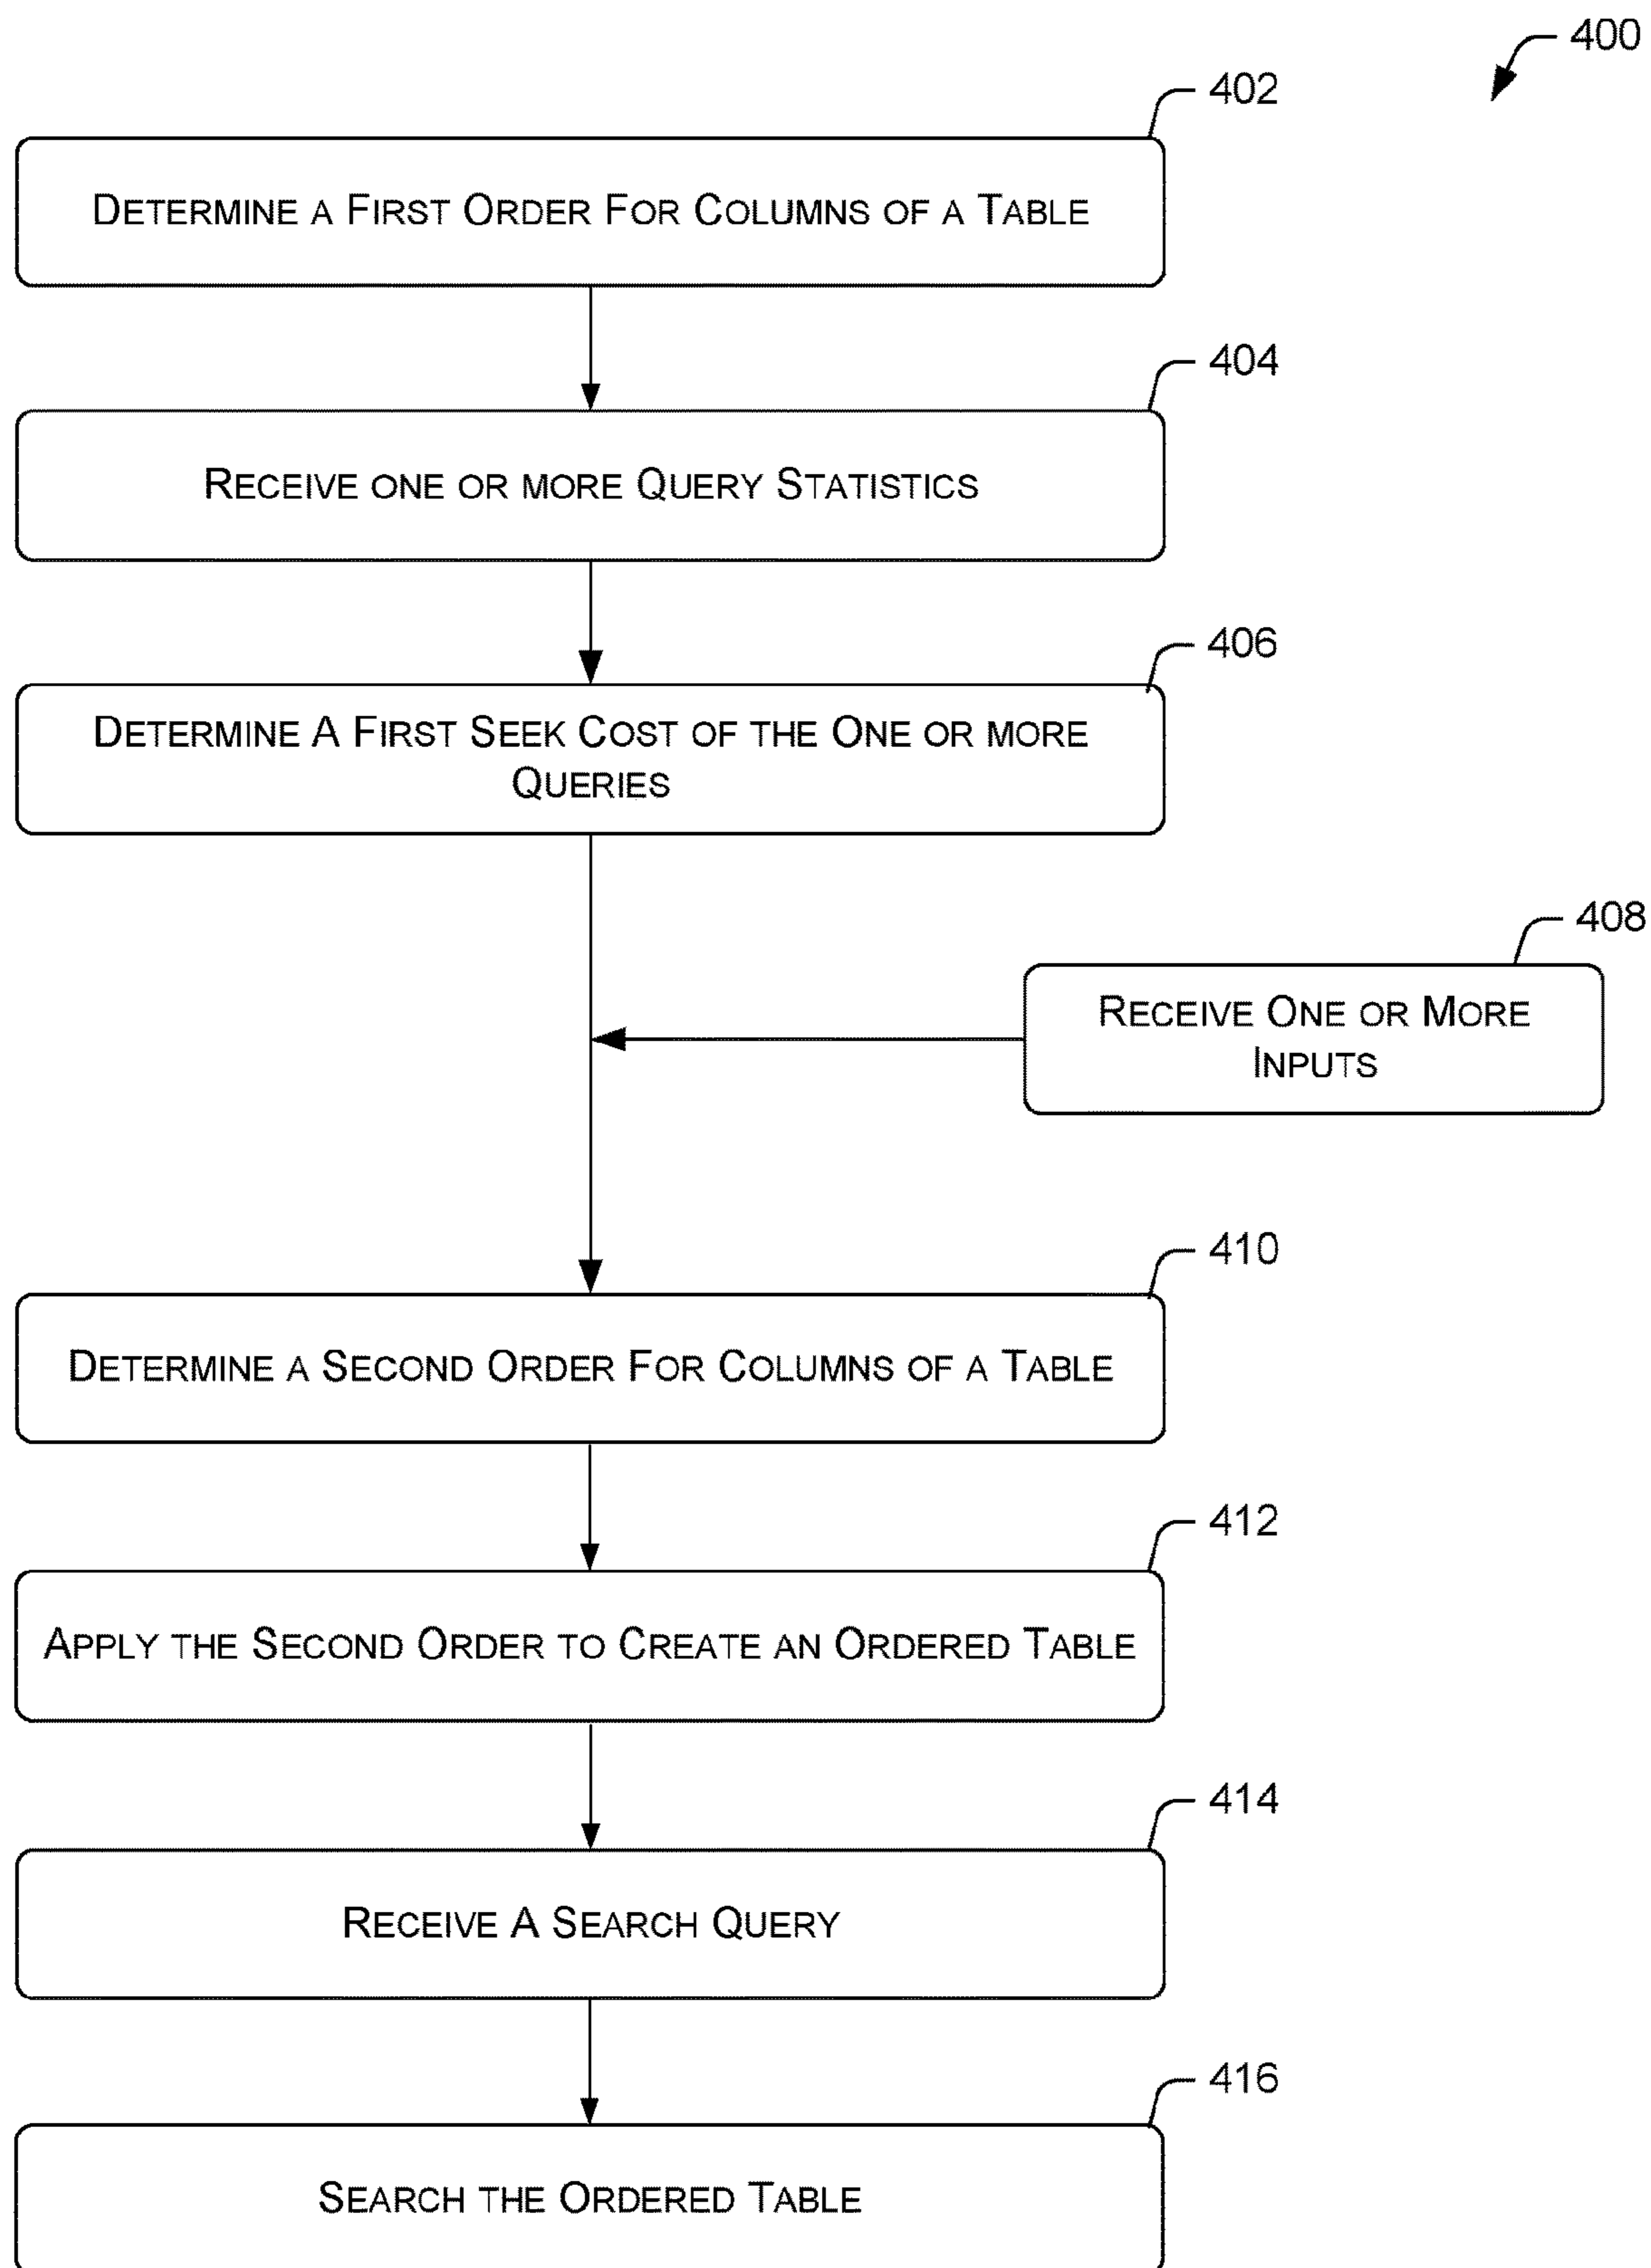 400
402
Determine a First Order For Columns of a Table
404
Receive one or more Query Statistics
406
Determine A First Seek Cost of the One or more
Queries
408
Receive One or More
Inputs
410
Determine a Second Order For Columns of a Table
412
Apply the Second Order to Create an Ordered Table
414
Receive A Search Query
416
Search the Ordered Table